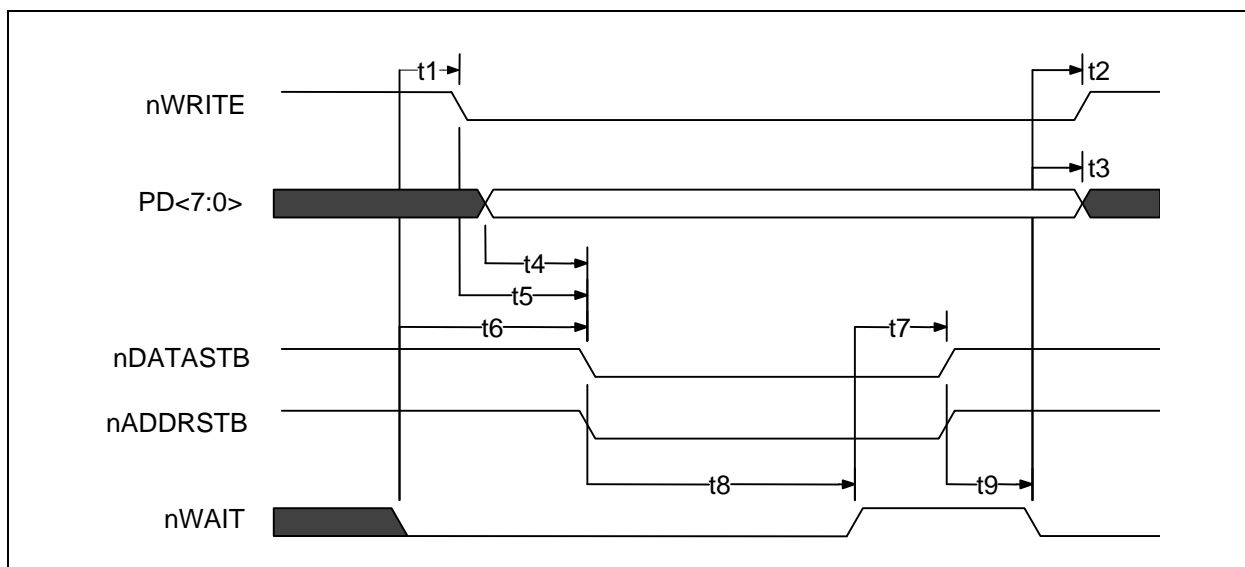 t1
t2
nWRITE
t3
PD<7:0>
t4
t5
t6
t7
nDATASTB
nADDRSTB
t8
t9
nWAIT